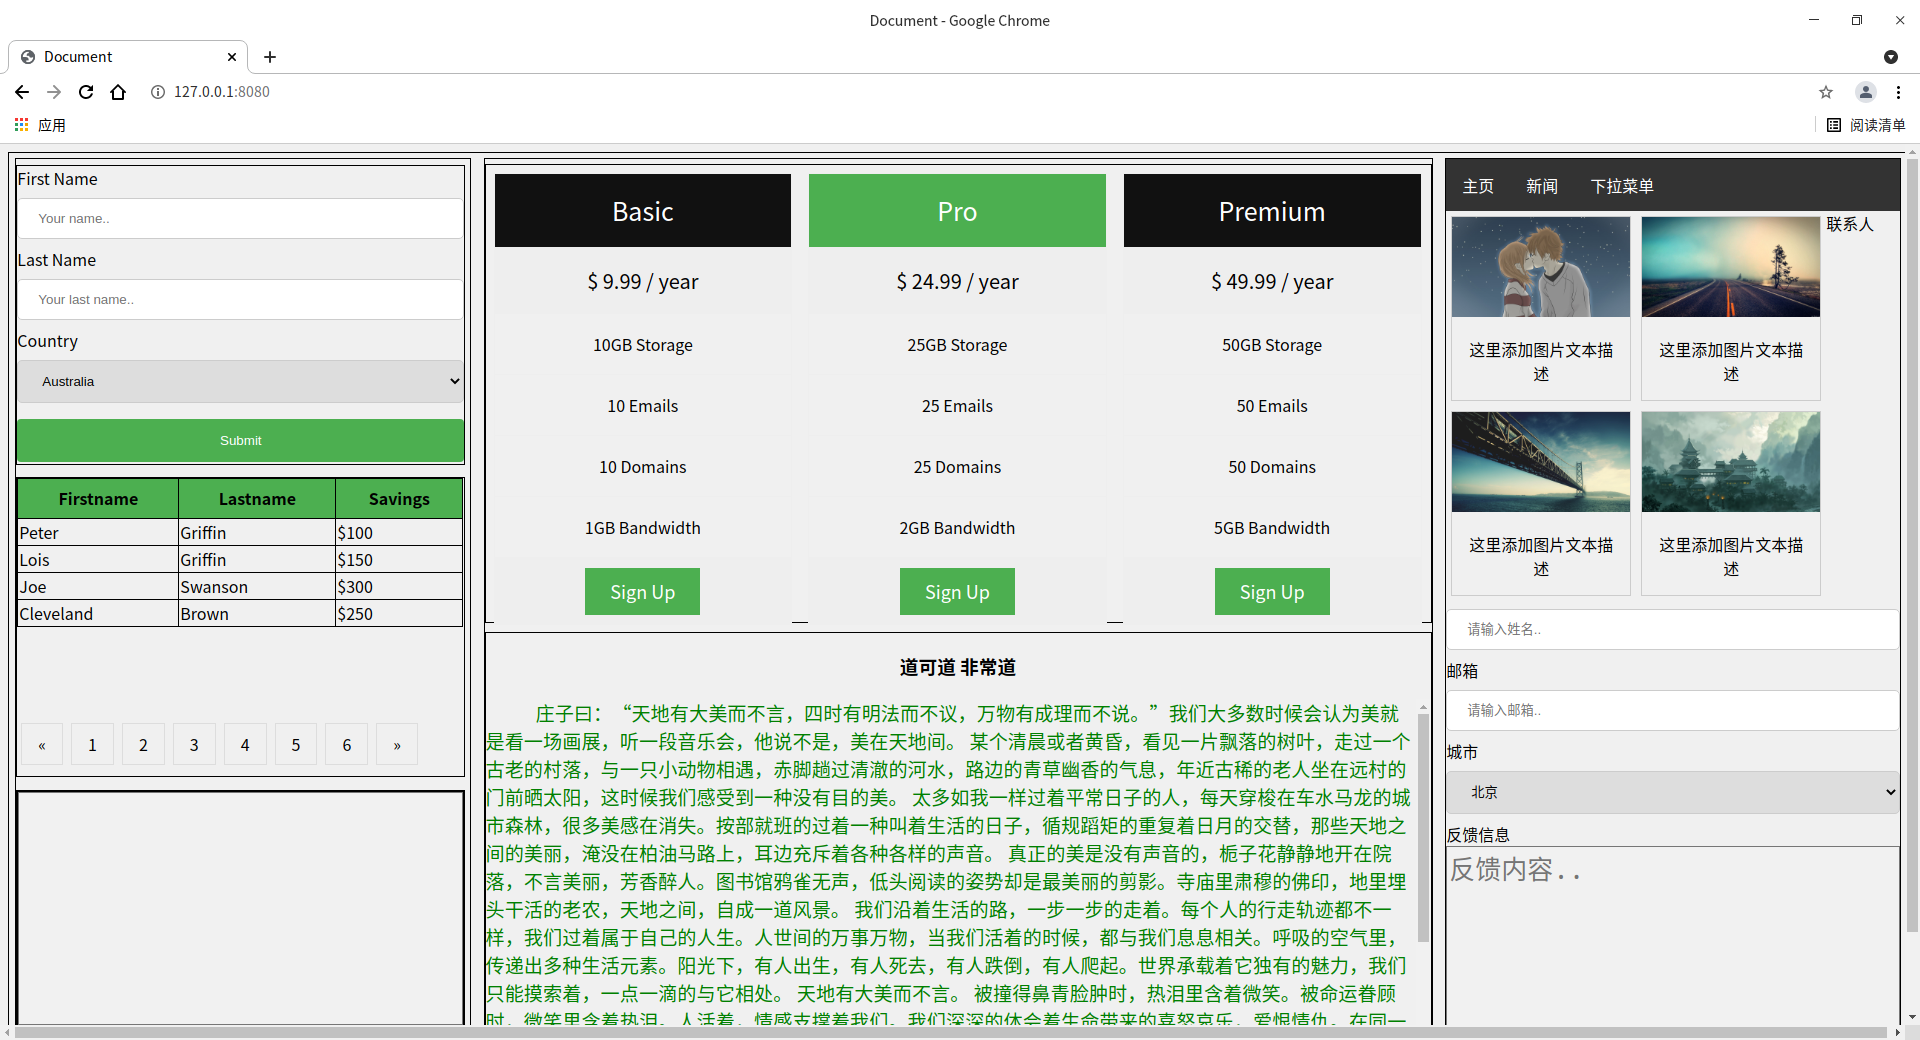 Document - Google Chrome
Document
127.0.0.1:8080
应用
阅读清单
First Name
Your name..
Last Name
Your last name..
Country
Australia
Submit
Firstname Lastname Savings
Peter Griffin $100
Lois Griffin $150
Joe Swanson $300
Cleveland Brown $250
« 1 2 3 4 5 6 »
Basic
$ 9.99 / year
10GB Storage
10 Emails
10 Domains
1GB Bandwidth
Sign Up
Pro
$ 24.99 / year
25GB Storage
25 Emails
25 Domains
2GB Bandwidth
Sign Up
Premium
$ 49.99 / year
50GB Storage
50 Emails
50 Domains
5GB Bandwidth
Sign Up
道可道 非常道
庄子曰：“天地有大美而不言，四时有明法而不议，万物有成理而不说。”我们大多数时候会认为美就
是看一场画展，听一段音乐会，他说不是，美在天地间。 某个清晨或者黄昏，看见一片飘落的树叶，走过一个
古老的村落，与一只小动物相遇，赤脚趟过清澈的河水，路边的青草幽香的气息，年近古稀的老人坐在远村的
门前晒太阳，这时候我们感受到一种没有目的美。 太多如我一样过着平常日子的人，每天穿梭在车水马龙的城
市森林，很多美感在消失。按部就班的过着一种叫着生活的日子，循规蹈矩的重复着日月的交替，那些天地之
间的美丽，淹没在柏油马路上，耳边充斥着各种各样的声音。 真正的美是没有声音的，栀子花静静地开在院
落，不言美丽，芳香醉人。图书馆鸦雀无声，低头阅读的姿势却是最美丽的剪影。寺庙里肃穆的佛印，地里埋
头干活的老农，天地之间，自成一道风景。 我们沿着生活的路，一步一步的走着。每个人的行走轨迹都不一
样，我们过着属于自己的人生。人世间的万事万物，当我们活着的时候，都与我们息息相关。呼吸的空气里，
传递出多种生活元素。阳光下，有人出生，有人死去，有人跌倒，有人爬起。世界承载着它独有的魅力，我们
只能摸索着，一点一滴的与它相处。 天地有大美而不言。 被撞得鼻青脸肿时，热泪里含着微笑。被命运眷顾
时，微笑里含着热泪。人活着，情感支撑着我们。我们深深的体会着生命带来的喜怒哀乐，爱恨情仇。在同一
主页 新闻 下拉菜单
联系人
这里添加图片文本描
述
这里添加图片文本描
述
这里添加图片文本描
述
这里添加图片文本描
述
请输入姓名..
邮箱
请输入邮箱..
城市
北京
反馈信息
反馈内容..